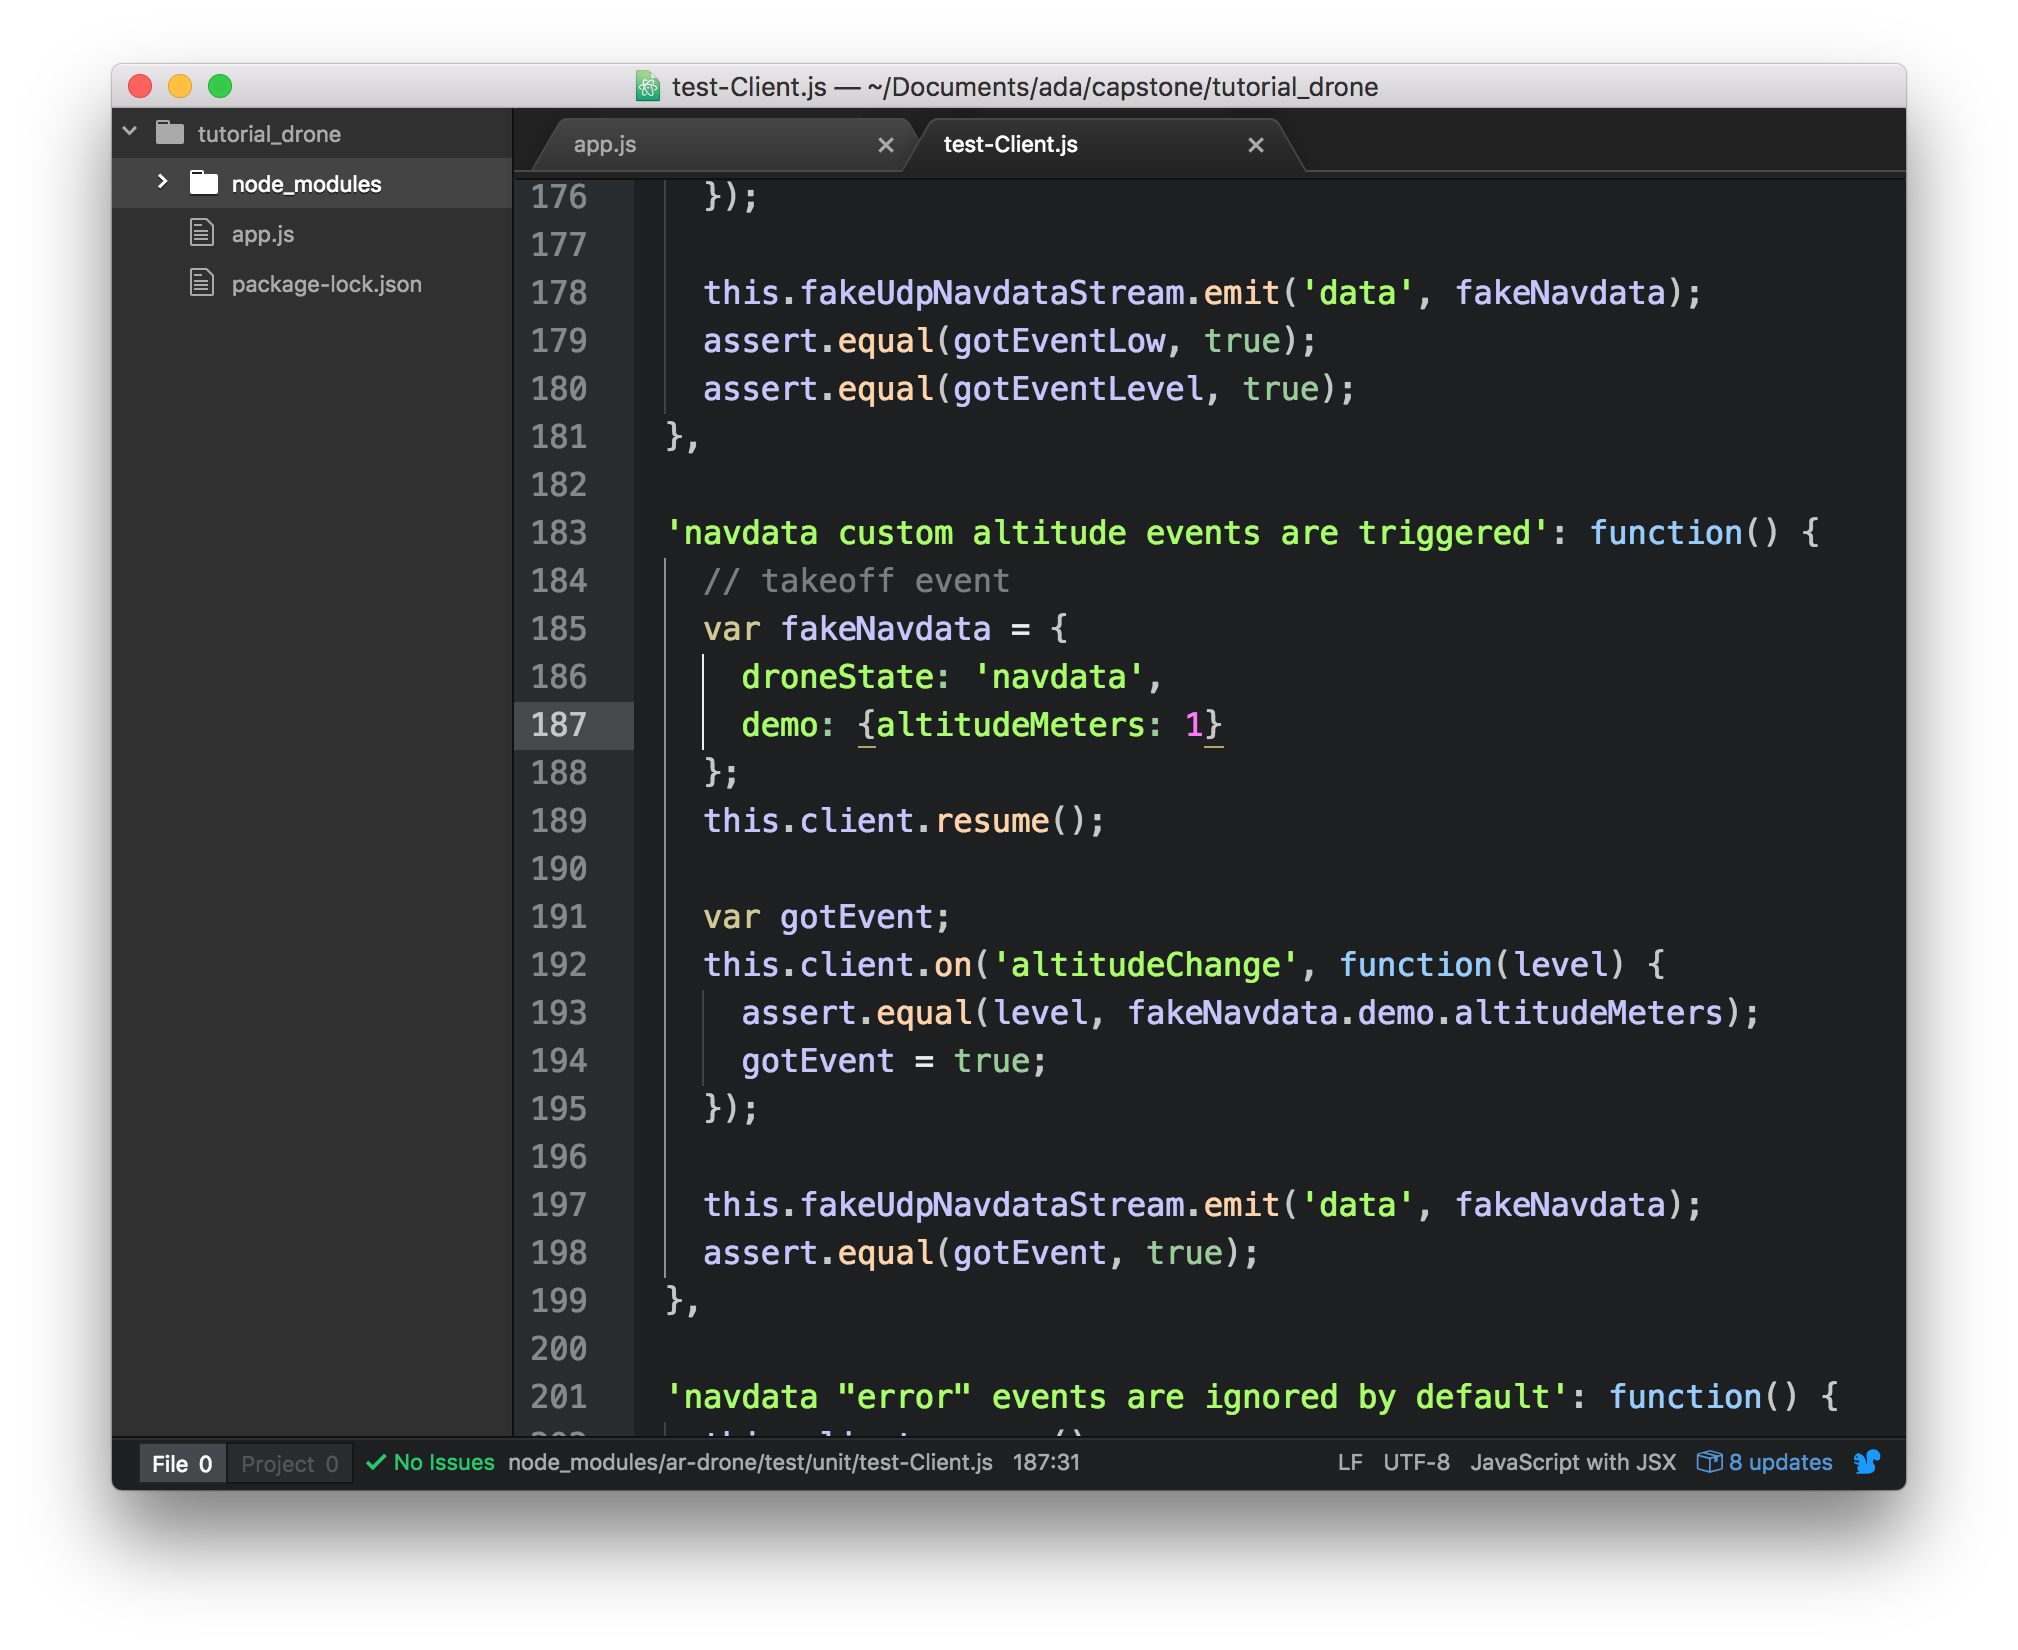 test-Client.js — ~/Documents/ada/capstone/tutorial_drone
tutorial_drone
node_modules
app.js
package-lock.json
app.js
test-Client.js
176 });
177
178 this.fakeUdpNavdataStream.emit('data', fakeNavdata);
179 assert.equal(gotEventLow, true);
180 assert.equal(gotEventLevel, true);
181 },
182
183 'navdata custom altitude events are triggered': function() {
184 // takeoff event
185 var fakeNavdata = {
186 droneState: 'navdata',
187 demo: {altitudeMeters: 1}
188 };
189 this.client.resume();
190
191 var gotEvent;
192 this.client.on('altitudeChange', function(level) {
193 assert.equal(level, fakeNavdata.demo.altitudeMeters);
194 gotEvent = true;
195 });
196
197 this.fakeUdpNavdataStream.emit('data', fakeNavdata);
198 assert.equal(gotEvent, true);
199 },
200
201 'navdata "error" events are ignored by default': function() {
File 0 Project 0 No Issues node_modules/ar-drone/test/unit/test-Client.js 187:31 LF UTF-8 JavaScript with JSX 8 updates